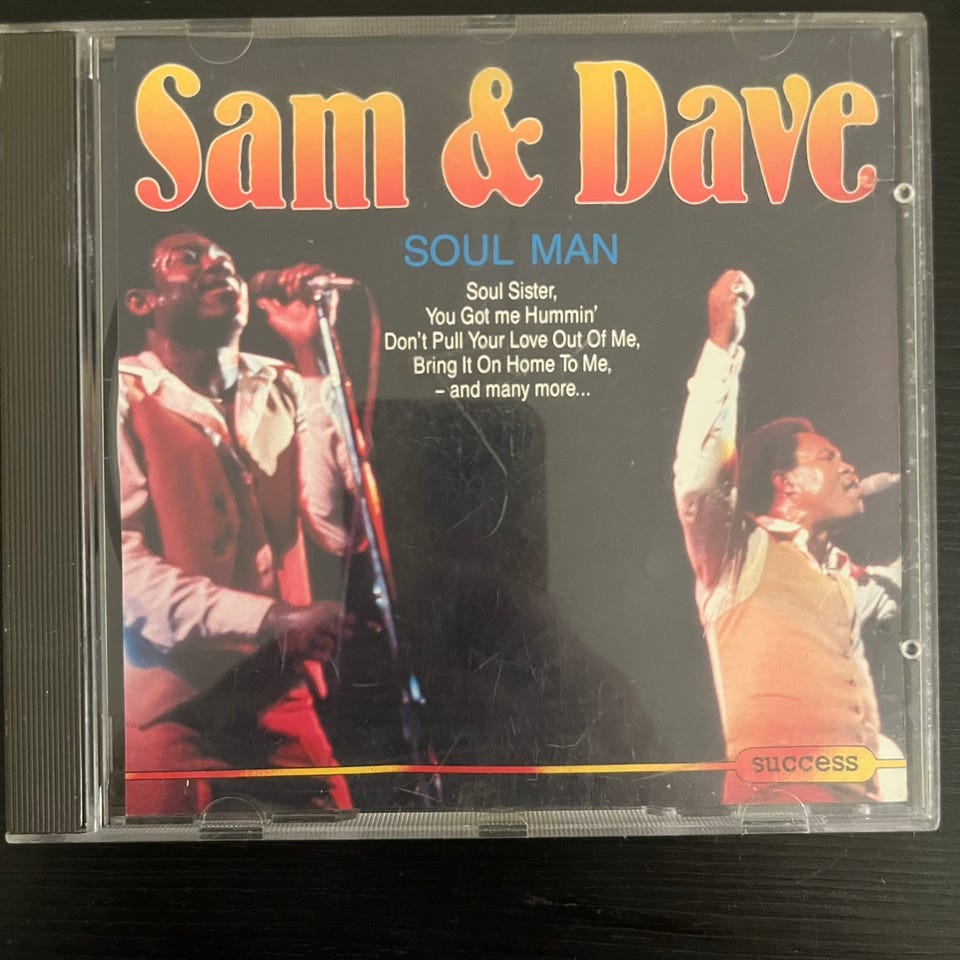 Sam & Dave
SOUL MAN
Soul Sister,
You Got me Hummin'
Don't Pull Your Love Out Of Me,
Bring It On Home To Me,
– and many more...
success